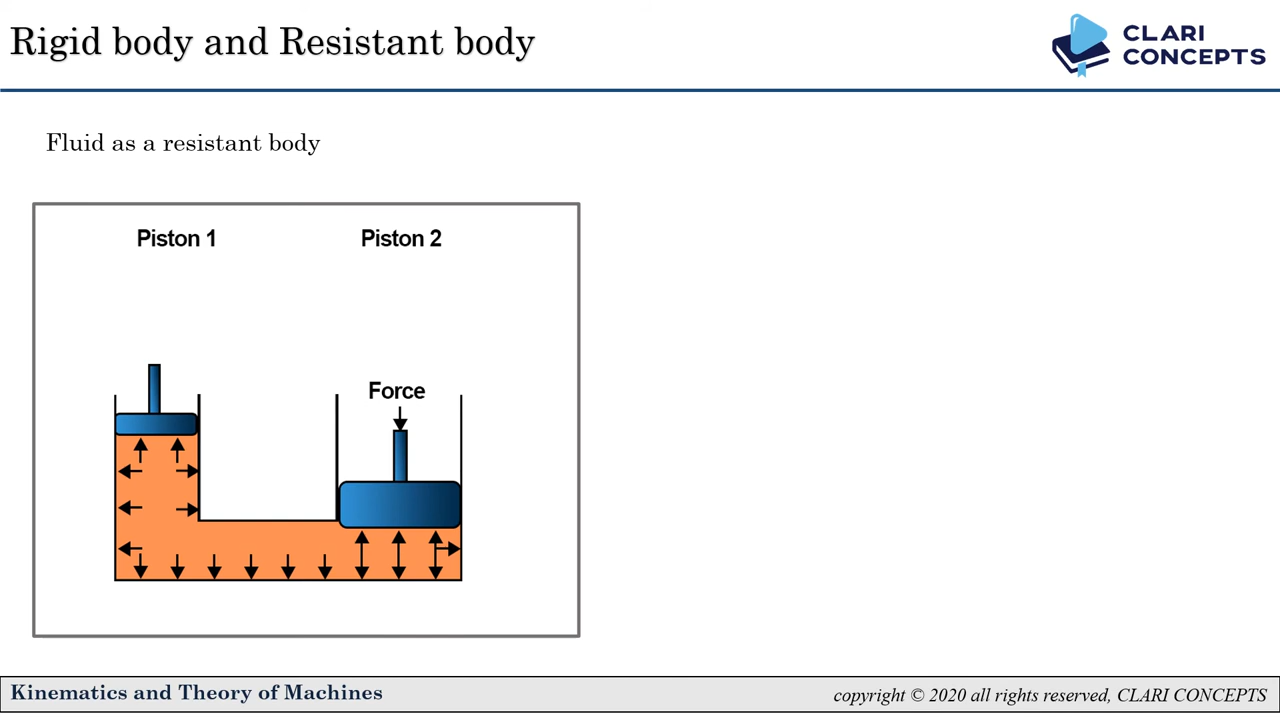 Rigid body and Resistant body
CLARI
CONCEPTS
Fluid as a resistant body
Piston 1
Piston 2
Force
Kinematics and Theory of Machines
copyright © 2020 all rights reserved, CLARI CONCEPTS